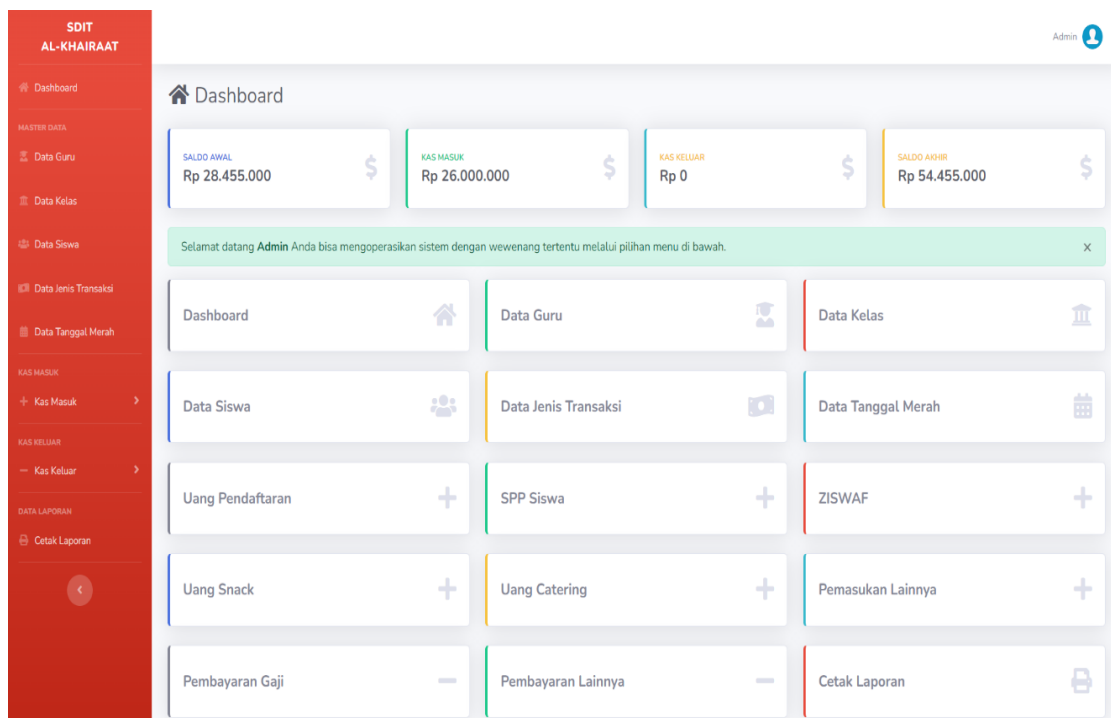 SDIT
AL-KHAIRAAT
Dashboard
MASTER DATA
Data Guru
Data Kelas
Data Siswa
Data Jenis Transaksi
Data Tanggal Merah
KAS MASUK
Kas Masuk
KAS KELUAR
Kas Keluar
DATA LAPORAN
Cetak Laporan
Admin
Dashboard
SALDO AWAL
Rp 28.455.000
KAS MASUK
Rp 26.000.000
KAS KELUAR
Rp 0
SALDO AKHIR
Rp 54.455.000
Selamat datang Admin Anda bisa mengoperasikan sistem dengan wewenang tertentu melalui pilihan menu di bawah.
Dashboard
Data Guru
Data Kelas
Data Siswa
Data Jenis Transaksi
Data Tanggal Merah
Uang Pendaftaran
SPP Siswa
ZISWAF
Uang Snack
Uang Catering
Pemasukan Lainnya
Pembayaran Gaji
Pembayaran Lainnya
Cetak Laporan